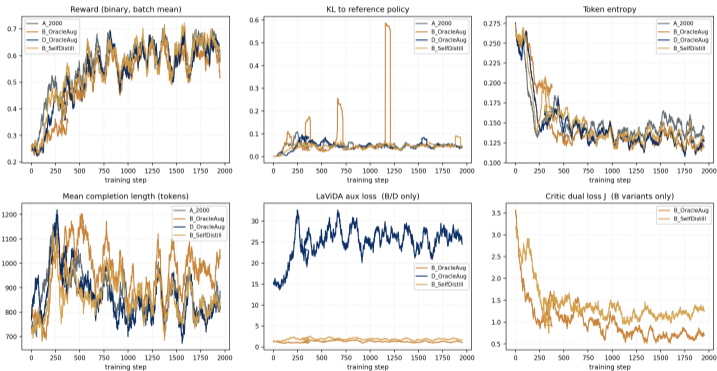 Reward (binary, batch mean)
0.7
0.6
0.5
0.4
0.3
0.2
A_2000
B_OracleAug
D_OracleAug
B_SelfDistill
0 250 500 750 1000 1250 1500 1750 2000
training step
KL to reference policy
0.6
0.5
0.4
0.3
0.2
0.1
0.0
A_2000
B_OracleAug
D_OracleAug
B_SelfDistill
0 250 500 750 1000 1250 1500 1750 2000
training step
Token entropy
0.275
0.250
0.225
0.200
0.175
0.150
0.125
0.100
A_2000
B_OracleAug
D_OracleAug
B_SelfDistill
0 250 500 750 1000 1250 1500 1750 2000
training step
Mean completion length (tokens)
1200
1100
1000
900
800
700
A_2000
B_OracleAug
D_OracleAug
B_SelfDistill
0 250 500 750 1000 1250 1500 1750 2000
training step
LaViDA aux loss (B/D only)
30
25
20
15
10
5
0
B_OracleAug
D_OracleAug
B_SelfDistill
0 250 500 750 1000 1250 1500 1750 2000
training step
Critic dual loss J (B variants only)
3.5
3.0
2.5
2.0
1.5
1.0
0.5
B_OracleAug
B_SelfDistill
0 250 500 750 1000 1250 1500 1750 2000
training step